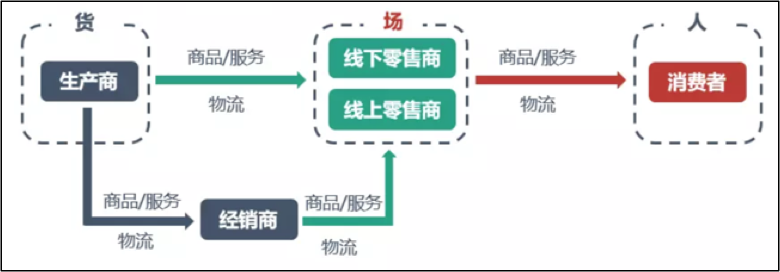 货
场
人
生产商
商品/服务
物流
线下零售商
线上零售商
商品/服务
物流
消费者
商品/服务
物流
经销商
商品/服务
物流